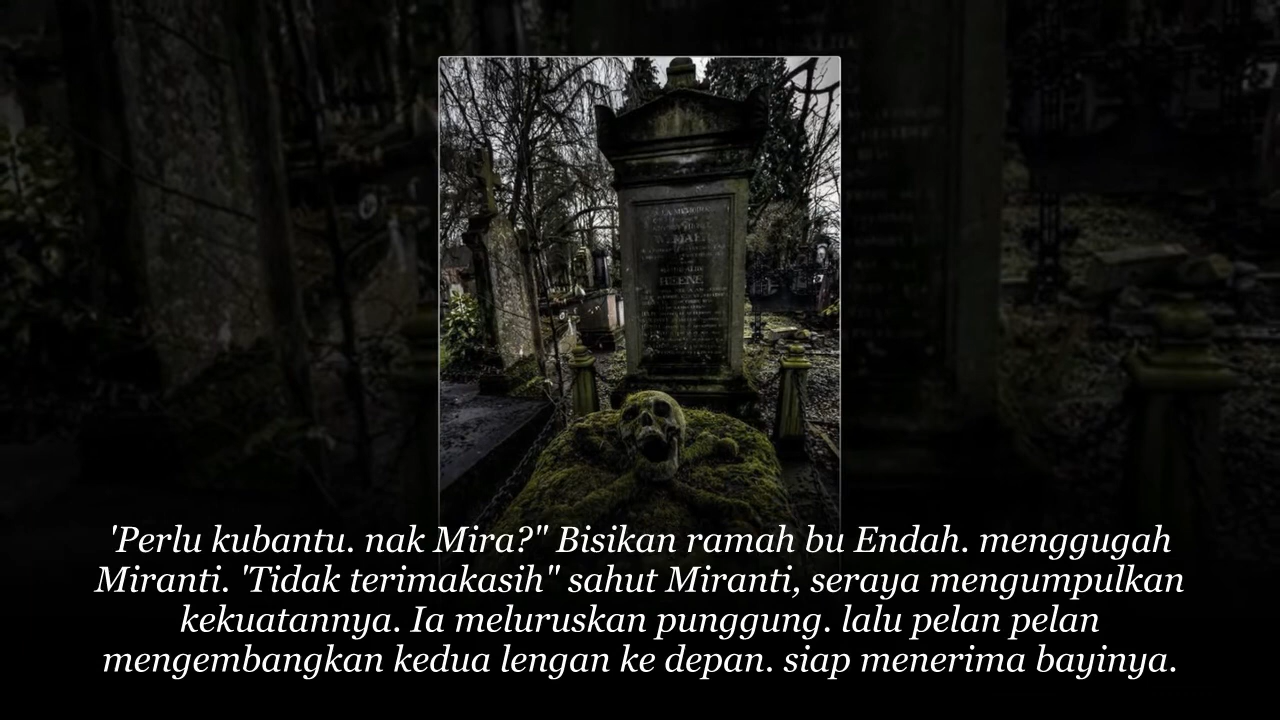 HEENE
'Perlu kubantu. nak Mira?" Bisikan ramah bu Endah. menggugah
Miranti. 'Tidak terimakasih" sahut Miranti, seraya mengumpulkan
kekuatannya. Ia meluruskan punggung. lalu pelan pelan
mengembangkan kedua lengan ke depan. siap menerima bayinya.